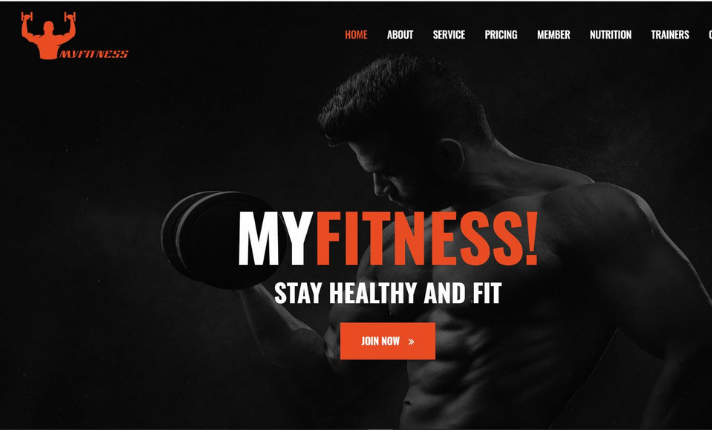 MYFITNESS
HOME ABOUT SERVICE PRICING MEMBER NUTRITION TRAINERS
MYFITNESS!
STAY HEALTHY AND FIT
JOIN NOW »